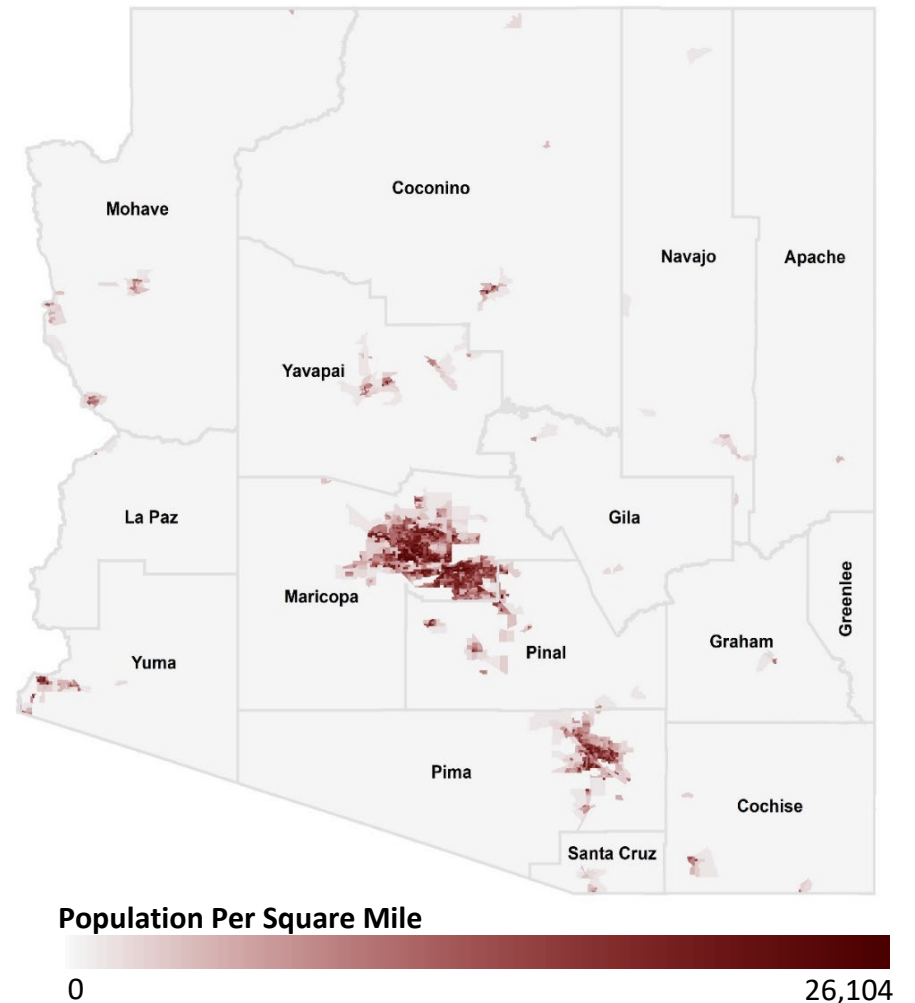 Coconino
Mohave
Navajo
Apache
Yavapai
La Paz
Gila
Maricopa
Greenlee
Graham
Pinal
Yuma
Pima
Cochise
Santa Cruz
Population Per Square Mile
0
26,104